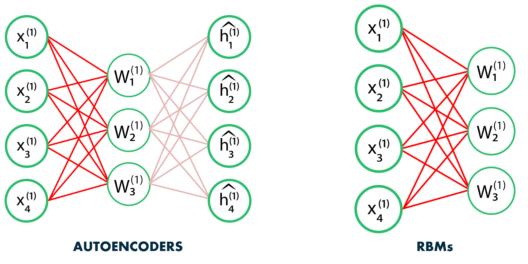 x₁⁽¹⁾
x₂⁽¹⁾
x₃⁽¹⁾
x₄⁽¹⁾
W₁⁽¹⁾
W₂⁽¹⁾
W₃⁽¹⁾
ĥ₁⁽¹⁾
ĥ₂⁽¹⁾
ĥ₃⁽¹⁾
ĥ₄⁽¹⁾
AUTOENCODERS
x₁⁽¹⁾
x₂⁽¹⁾
x₃⁽¹⁾
x₄⁽¹⁾
W₁⁽¹⁾
W₂⁽¹⁾
W₃⁽¹⁾
RBMs